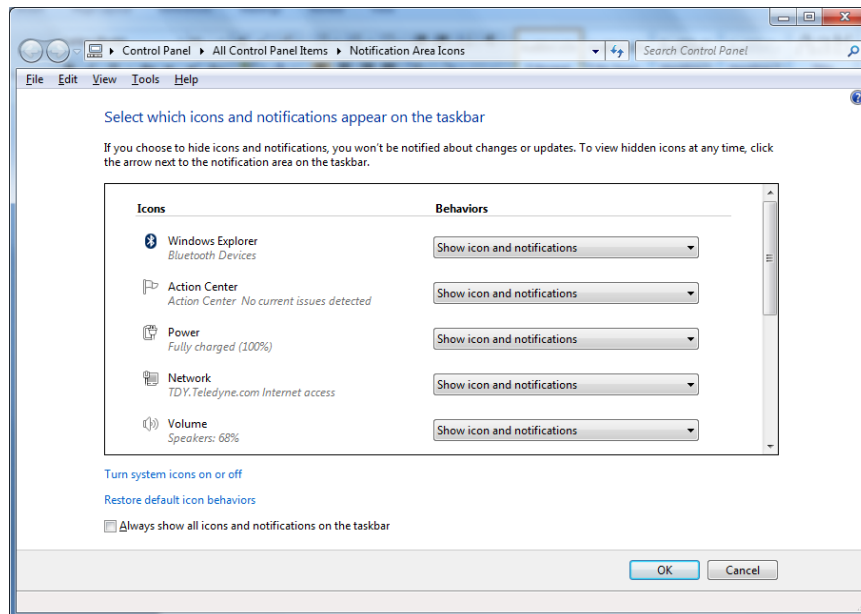 Control Panel ▸ All Control Panel Items ▸ Notification Area Icons
Search Control Panel
File Edit View Tools Help
Select which icons and notifications appear on the taskbar
If you choose to hide icons and notifications, you won't be notified about changes or updates. To view hidden icons at any time, click
the arrow next to the notification area on the taskbar.
Icons Behaviors
Windows Explorer Show icon and notifications
Bluetooth Devices
Action Center Show icon and notifications
Action Center No current issues detected
Power Show icon and notifications
Fully charged (100%)
Network Show icon and notifications
TDY.Teledyne.com Internet access
Volume Show icon and notifications
Speakers: 68%
Turn system icons on or off
Restore default icon behaviors
Always show all icons and notifications on the taskbar
OK Cancel